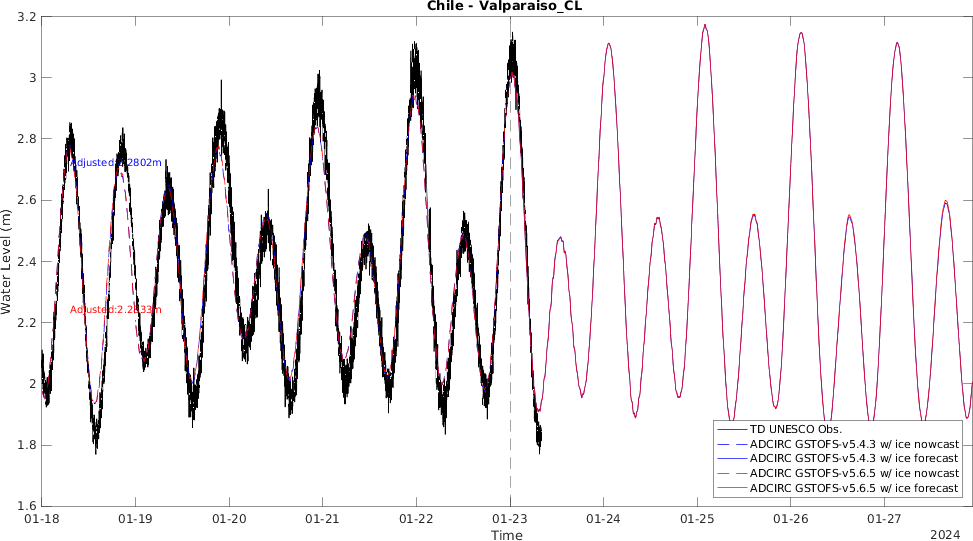 Chile - Valparaiso_CL
3.2
3
2.8
2.6
2.4
2.2
2
1.8
1.6
Water Level (m)
Adjusted:
2802m
Adjusted:2.2
33m
TD UNESCO Obs.
ADCIRC GSTOFS-v5.4.3 w/ ice nowcast
ADCIRC GSTOFS-v5.4.3 w/ ice forecast
ADCIRC GSTOFS-v5.6.5 w/ ice nowcast
ADCIRC GSTOFS-v5.6.5 w/ ice forecast
01-18
01-19
01-20
01-21
01-22
01-23
01-24
01-25
01-26
01-27
Time
2024